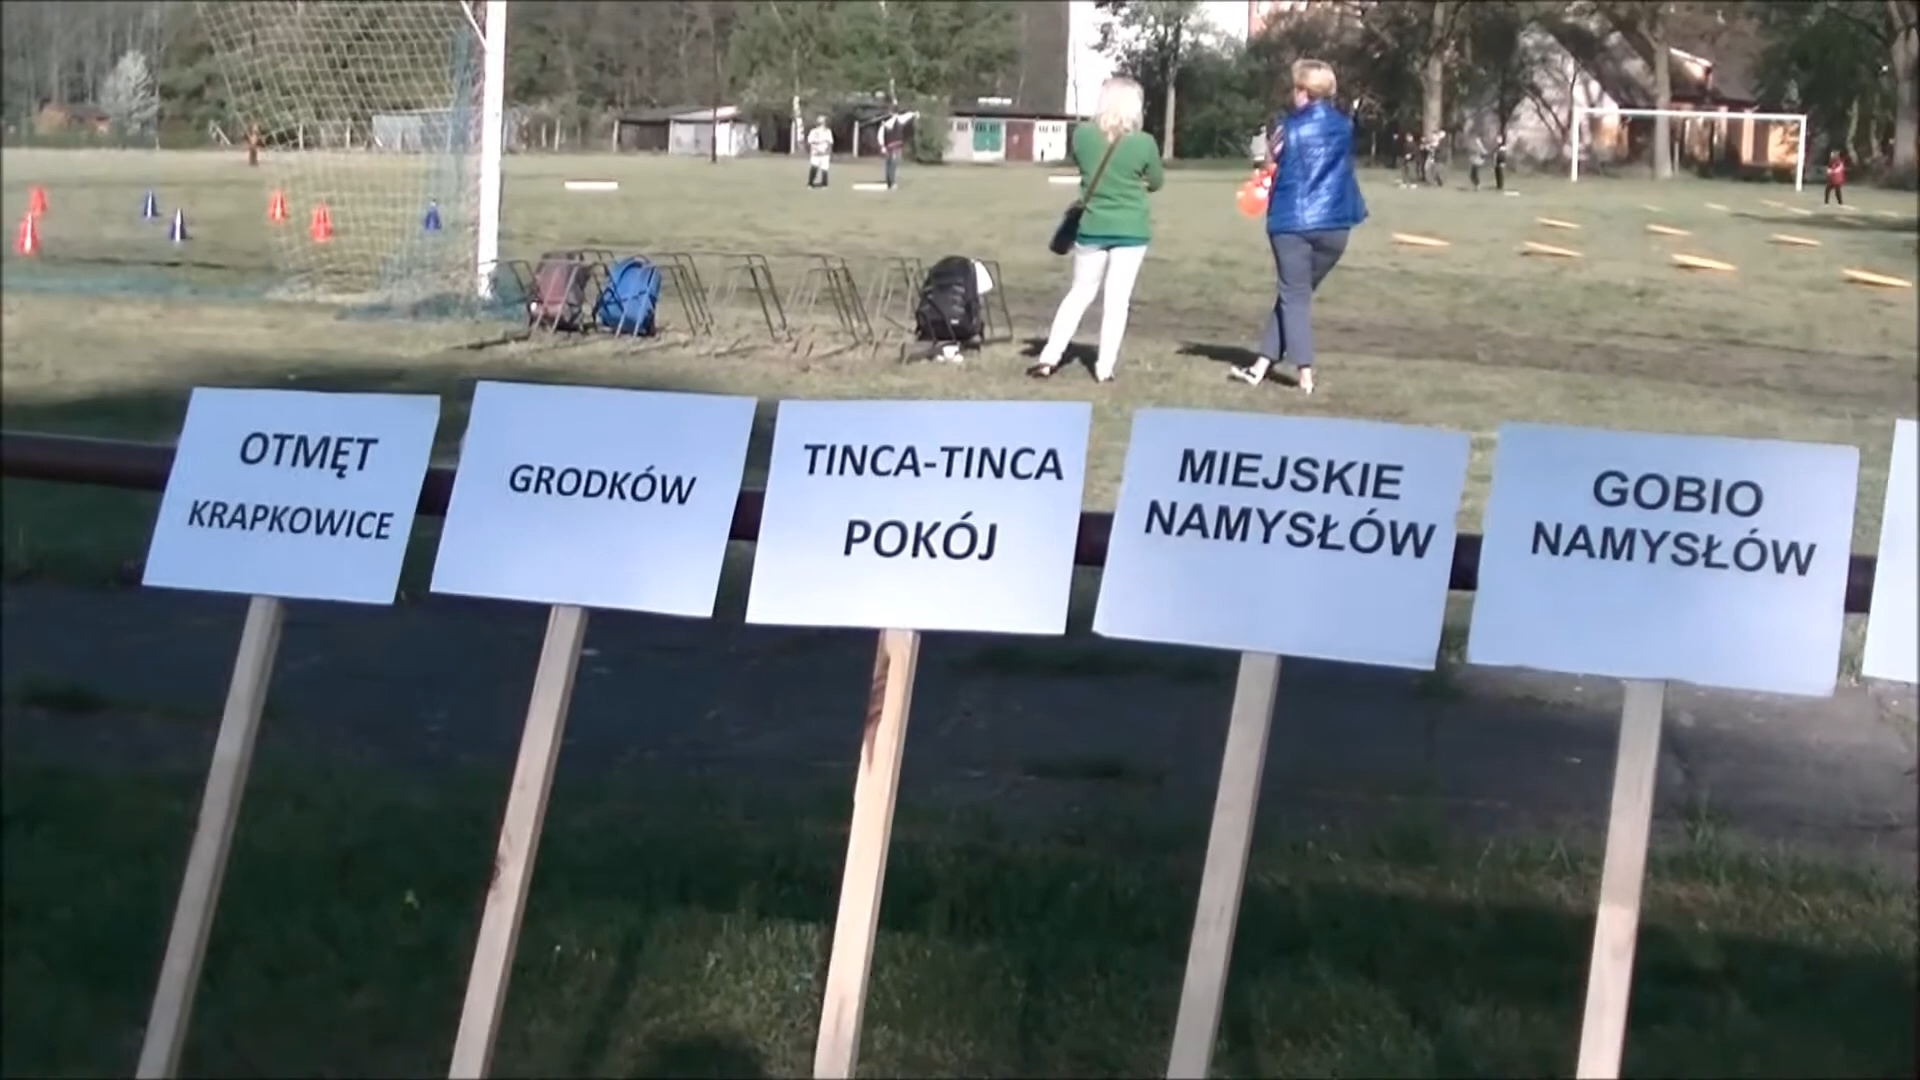 OTMĘT
KRAPKOWICE
GRODKÓW
TINCA-TINCA
POKÓJ
MIEJSKIE
NAMYSŁÓW
GOBIO
NAMYSŁÓW